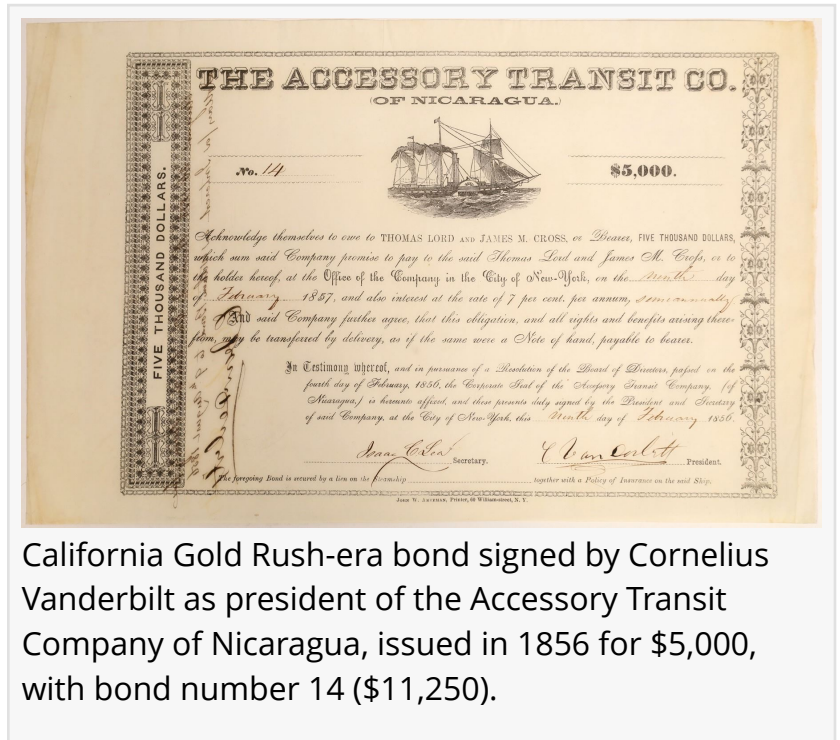 THE ACCESSORY TRANSIT CO.
(OF NICARAGUA.)
No. 14
$5,000.
FIVE THOUSAND DOLLARS.
Acknowledge themselves to owe to THOMAS LORD AND JAMES M. CROSS, or Bearer, FIVE THOUSAND DOLLARS,
which sum said Company promise to pay to the said Thomas Lord and James M. Cross, or to
the holder hereof, at the Office of the Company in the City of New-York, on the ninth day
of February 1857, and also interest at the rate of 7 per cent. per annum, semiannually
And said Company further agree, that this obligation, and all rights and benefits arising there-
from, may be transferred by delivery, as if the same were a Note of hand, payable to bearer.
In Testimony whereof, and in pursuance of a Resolution of the Board of Directors, passed on the
fourth day of February, 1856, the Corporate Seal of the Accessory Transit Company, (of
Nicaragua,) is hereunto affixed, and these presents duly signed by the President and Secretary
of said Company, at the City of New-York, this Ninth day of February 1856.
Isaac C Lea Secretary.
C Van Derbilt President.
The foregoing Bond is secured by a lien on the Steamship together with a Policy of Insurance on the said Ship.
JOHN W. AMERMAN, PRINTER, 60 William-street, N. Y.
California Gold Rush-era bond signed by Cornelius
Vanderbilt as president of the Accessory Transit
Company of Nicaragua, issued in 1856 for $5,000,
with bond number 14 ($11,250).